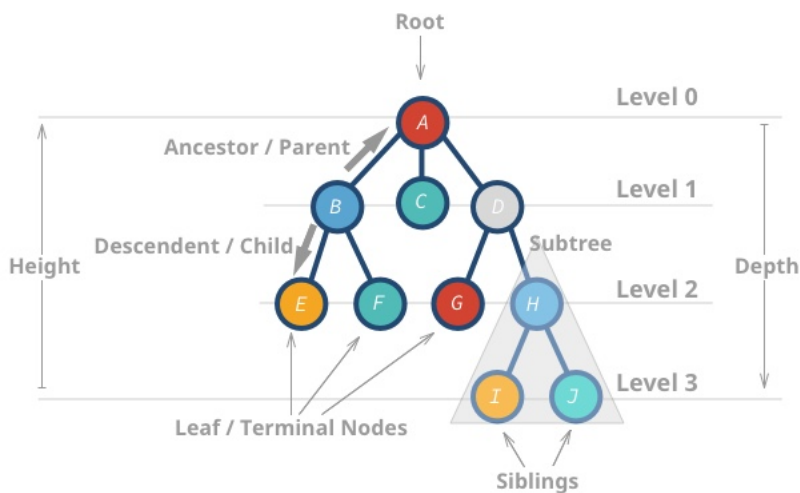 Root
Level 0
A
Ancestor / Parent
Level 1
B
C
D
Descendent / Child
Subtree
Height
Depth
Level 2
E
F
G
H
Level 3
I
J
Leaf / Terminal Nodes
Siblings